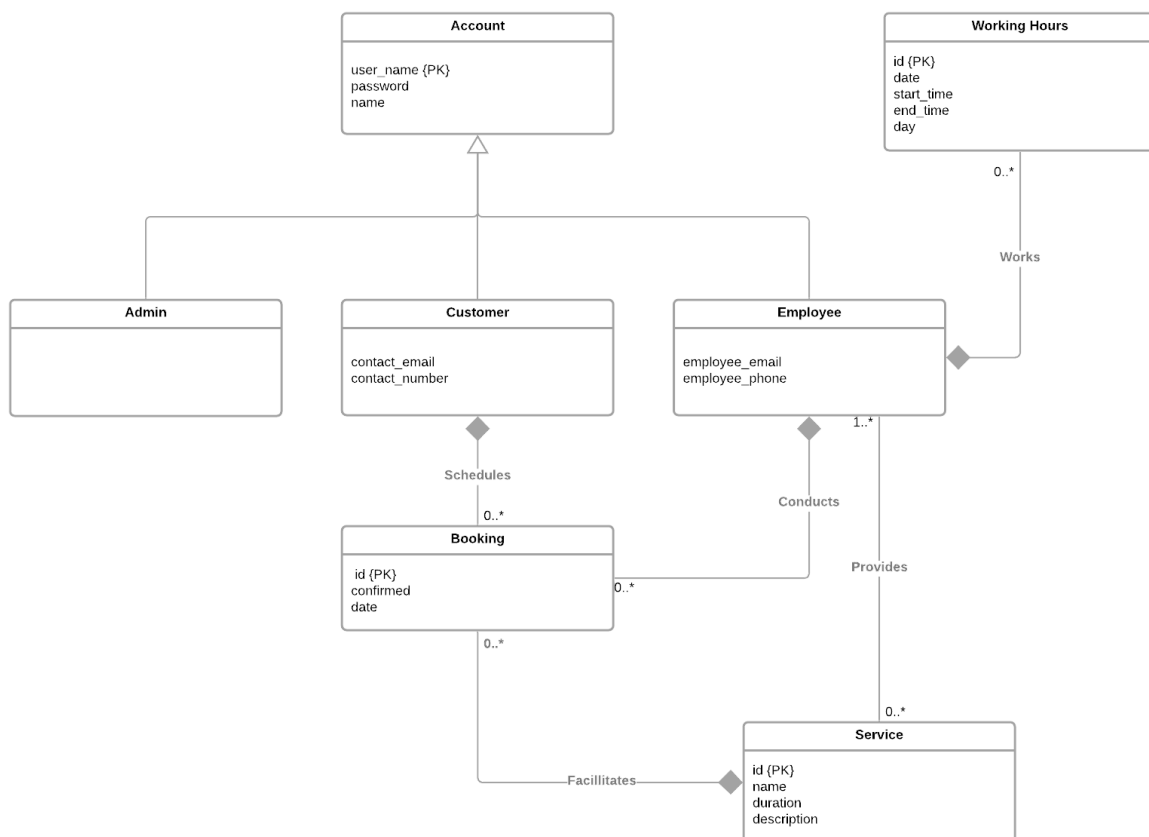 Account
user_name {PK}
password
name
Working Hours
id {PK}
date
start_time
end_time
day
0..*
Works
Admin
Customer
contact_email
contact_number
Employee
employee_email
employee_phone
1..*
Schedules
0..*
Conducts
Booking
id {PK}
confirmed
date
0..*
Provides
0..*
0..*
Service
id {PK}
name
duration
description
Facillitates